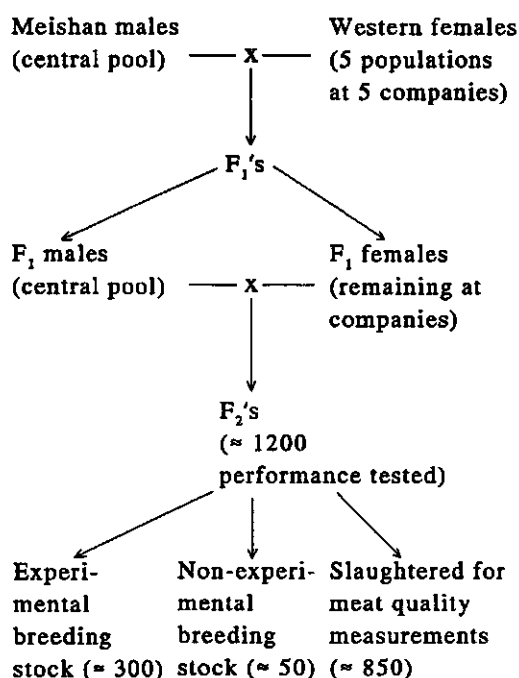 Meishan males
(central pool)
X
Western females
(5 populations
at 5 companies)
F₁'s
F₁ males
(central pool)
X
F₁ females
(remaining at
companies)
F₂'s
(≈ 1200
performance tested)
Experi-
mental
breeding
stock (≈ 300)
Non-experi-
mental
breeding
stock (≈ 50)
Slaughtered for
meat quality
measurements
(≈ 850)